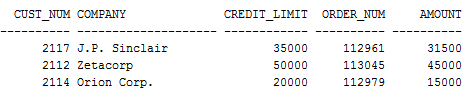 CUST_NUM COMPANY CREDIT_LIMIT ORDER_NUM AMOUNT
---------- -------------------- ------------ ---------- ----------
2117 J.P. Sinclair 35000 112961 31500
2112 Zetacorp 50000 113045 45000
2114 Orion Corp. 20000 112979 15000